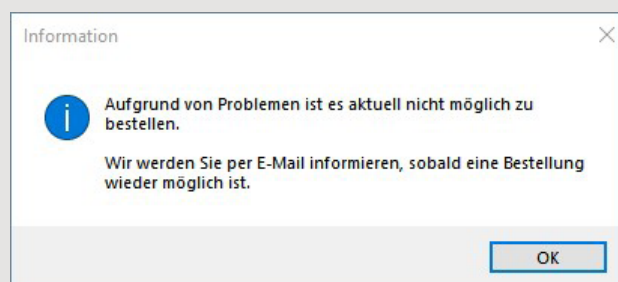 Information
Aufgrund von Problemen ist es aktuell nicht möglich zu
bestellen.
Wir werden Sie per E-Mail informieren, sobald eine Bestellung
wieder möglich ist.
OK